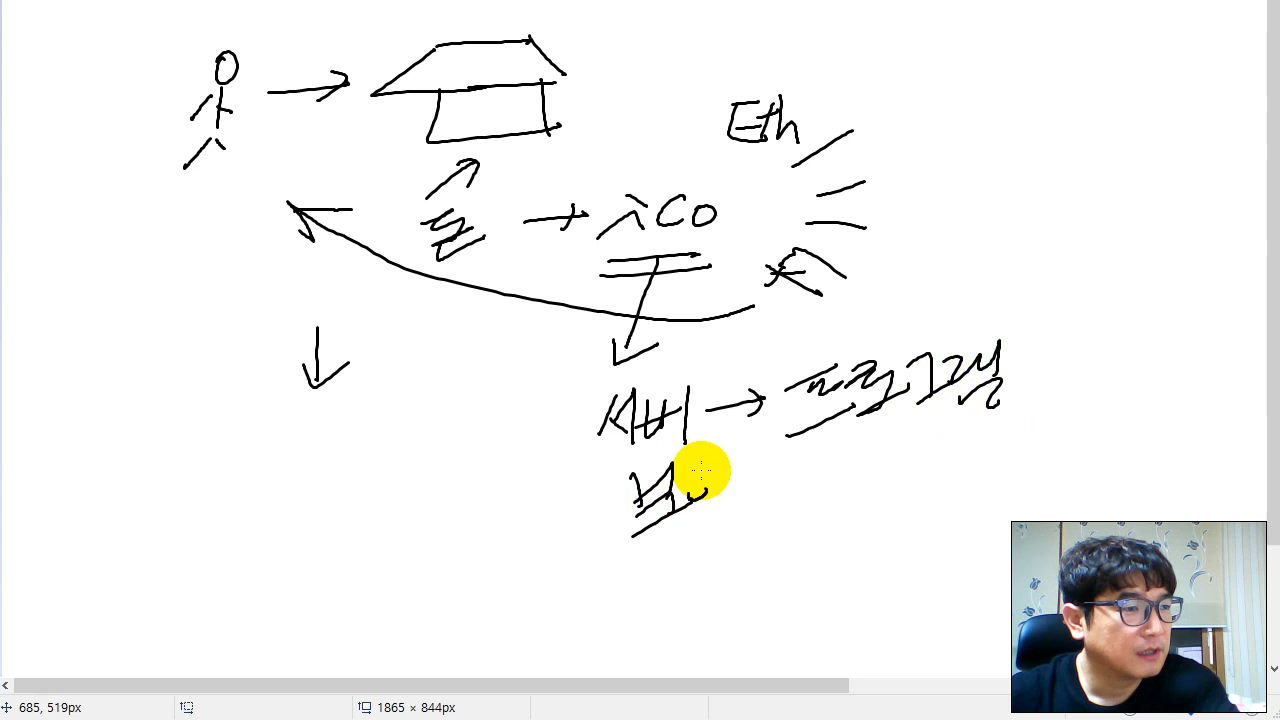 Eth
돈 → ICO
서버 → 프로그램
685, 519px
1865 × 844px